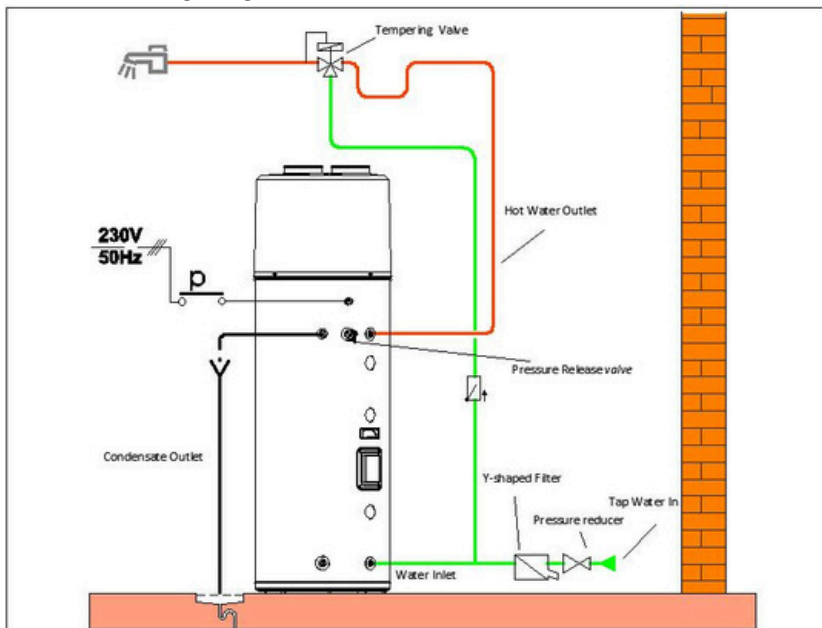 Tempering Valve
Hot Water Outlet
230V
50Hz
p
Pressure Release valve
Condensate Outlet
Y-shaped Filter
Tap Water In
Pressure reducer
Water Inlet